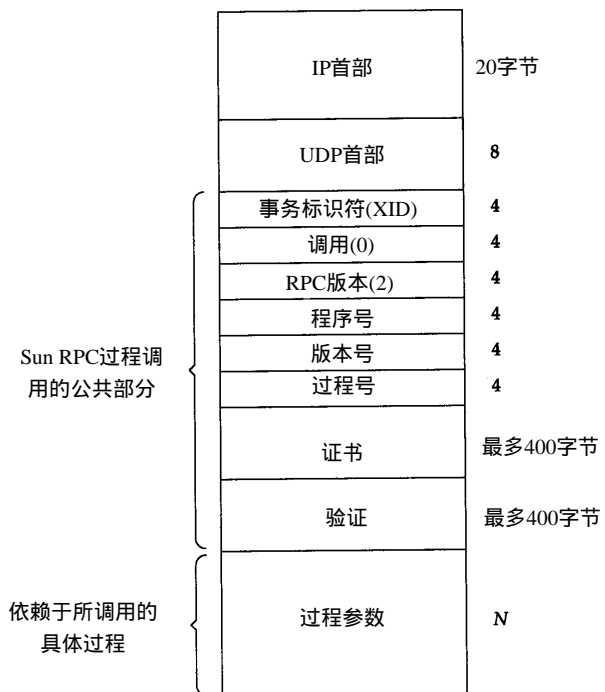 IP首部 20字节
UDP首部 8
事务标识符(XID) 4
调用(0) 4
RPC版本(2) 4
程序号 4
版本号 4
过程号 4
Sun RPC过程调
用的公共部分
证书 最多400字节
验证 最多400字节
依赖于所调用的
具体过程
过程参数 N